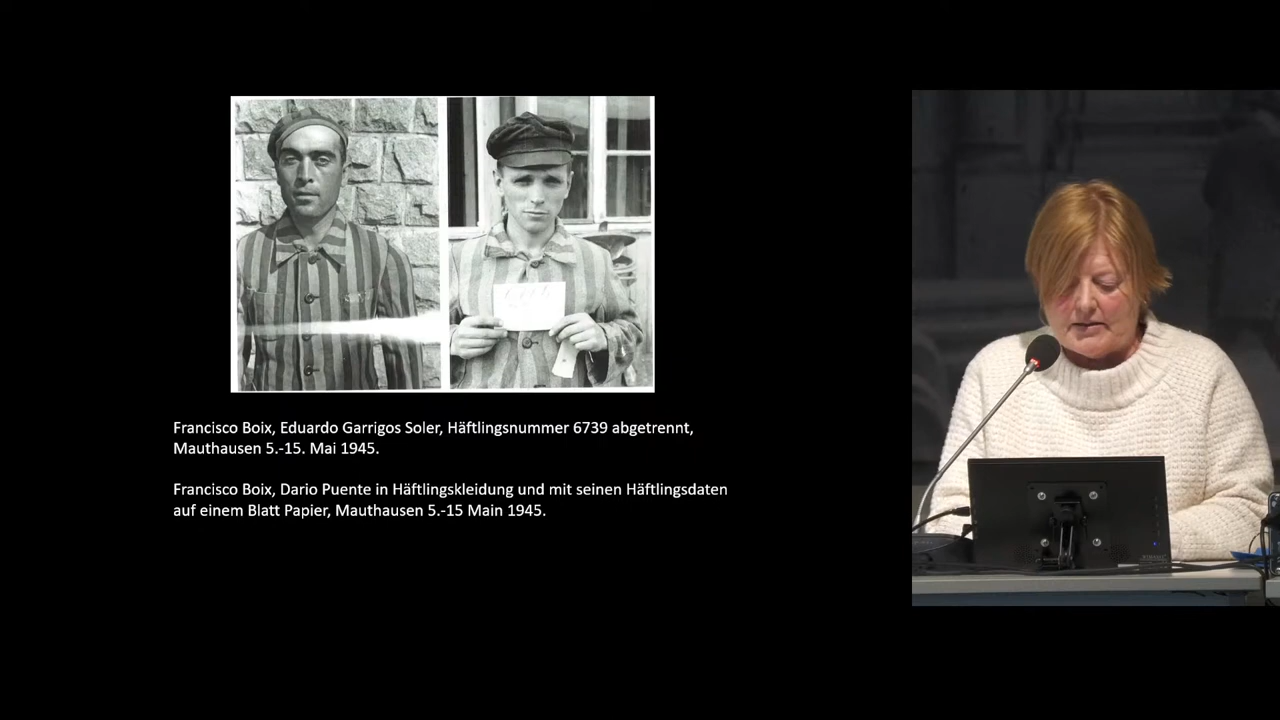 Francisco Boix, Eduardo Garrigos Soler, Häftlingsnummer 6739 abgetrennt,
Mauthausen 5.-15. Mai 1945.
Francisco Boix, Dario Puente in Häftlingskleidung und mit seinen Häftlingsdaten
auf einem Blatt Papier, Mauthausen 5.-15 Main 1945.